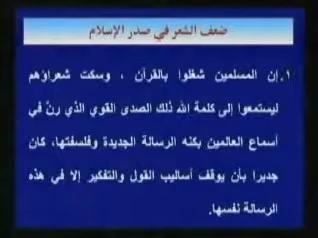 ضعف الشعر في صدر الإسلام
١. إن المسلمين شغلوا بالقرآن ، وسكت شعراؤهم
ليستمعوا إلى كلمة الله ذلك الصدى القوي الذي رنّ في
أسماع العالمين بكنه الرسالة الجديدة وفلسفتها، كان
جديرا بأن يوقف أساليب القول والتفكير إلا في هذه
الرسالة نفسها.